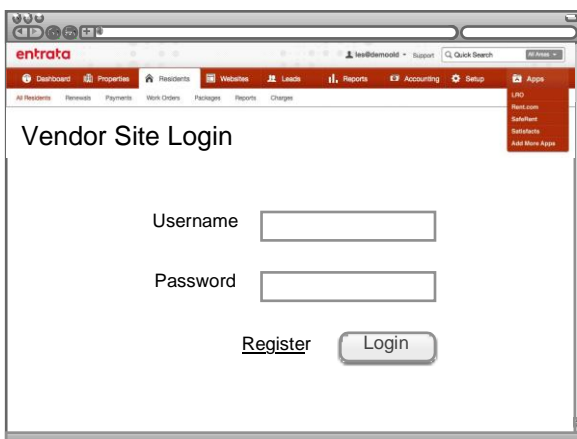 entrata lee@demoold Support Quick Search All Areas
Dashboard Properties Residents Websites Leads Reports Accounting Setup Apps
All Residents Renewals Payments Work Orders Packages Reports Charges
LRO
Rent.com
SafeRent
Satisfacts
Add More Apps
Vendor Site Login
Username
Password
Register Login